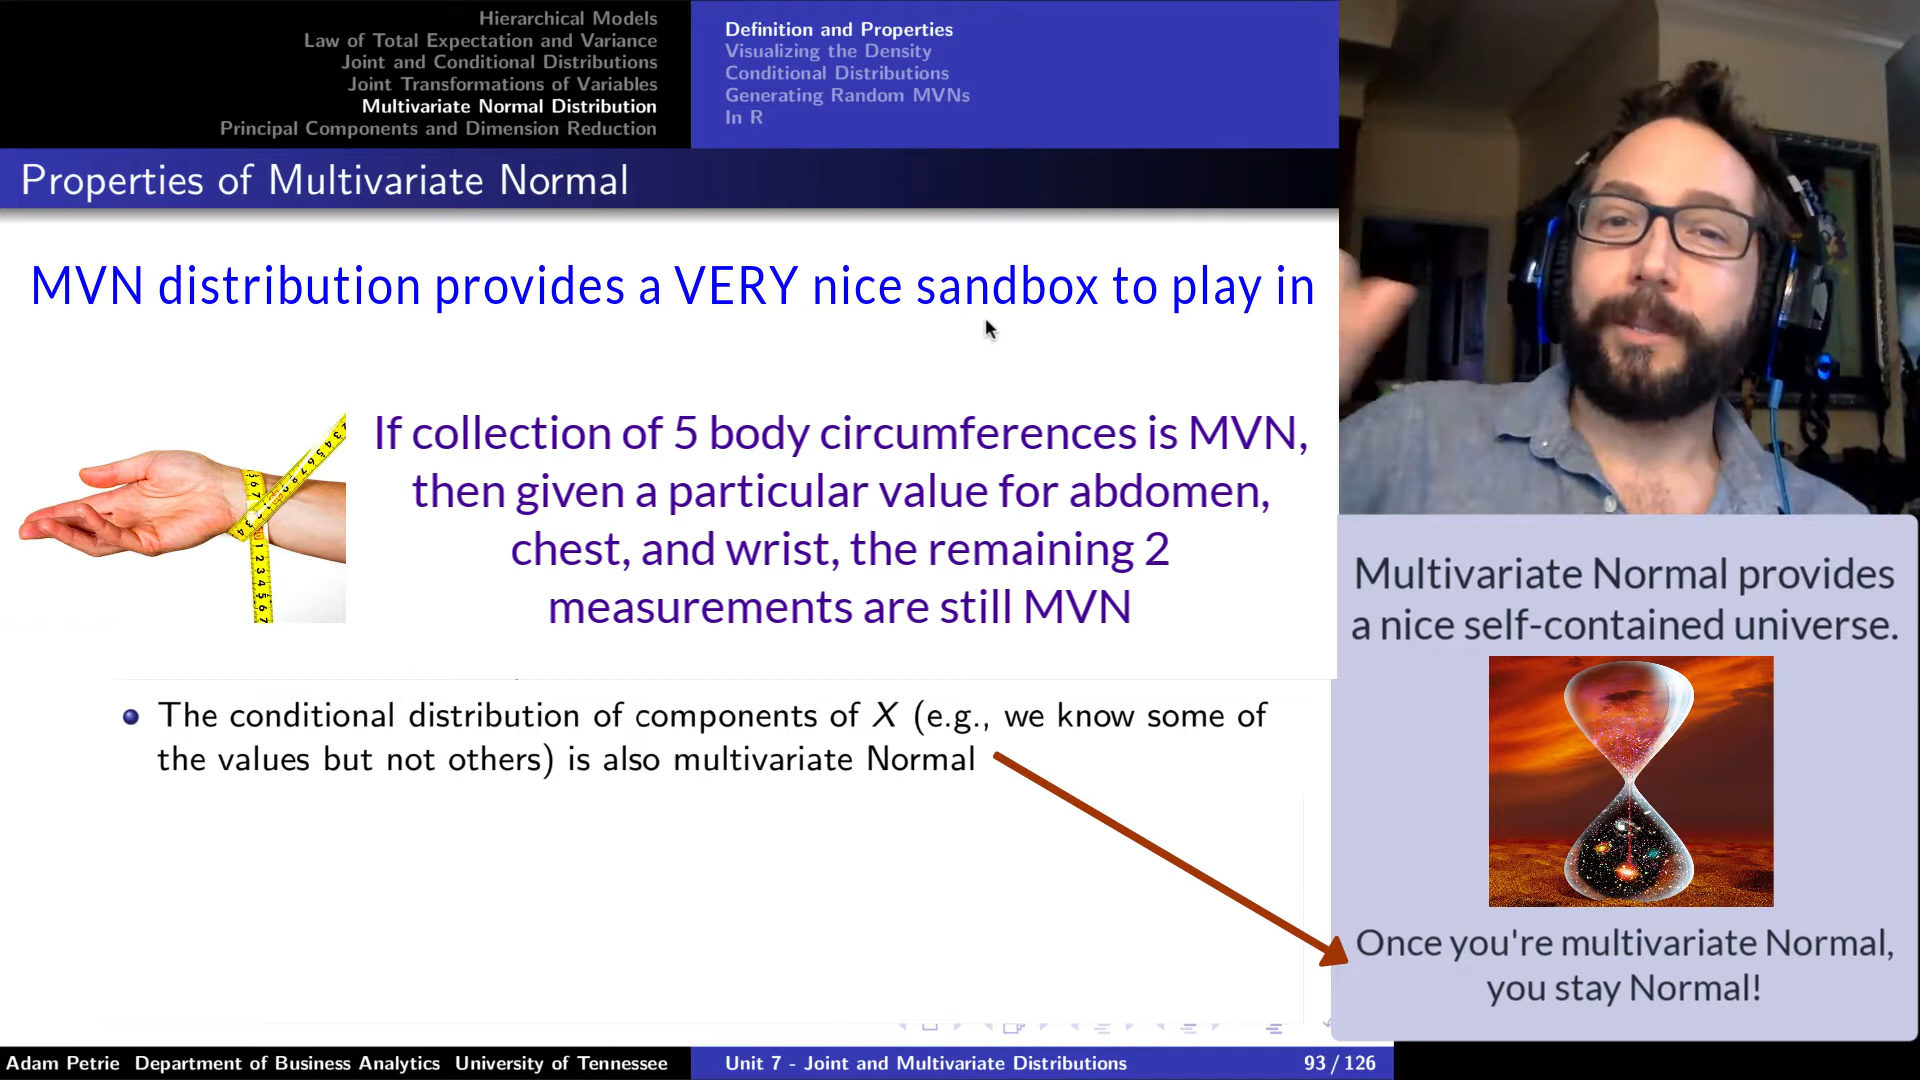 Hierarchical Models
Law of Total Expectation and Variance
Joint and Conditional Distributions
Joint Transformations of Variables
Multivariate Normal Distribution
Principal Components and Dimension Reduction
Definition and Properties
Visualizing the Density
Conditional Distributions
Generating Random MVNs
In R
Properties of Multivariate Normal
MVN distribution provides a VERY nice sandbox to play in
If collection of 5 body circumferences is MVN,
then given a particular value for abdomen,
chest, and wrist, the remaining 2
measurements are still MVN
The conditional distribution of components of X (e.g., we know some of
the values but not others) is also multivariate Normal
Multivariate Normal provides
a nice self-contained universe.
Once you're multivariate Normal,
you stay Normal!
Adam Petrie Department of Business Analytics University of Tennessee
Unit 7 - Joint and Multivariate Distributions
93 / 126